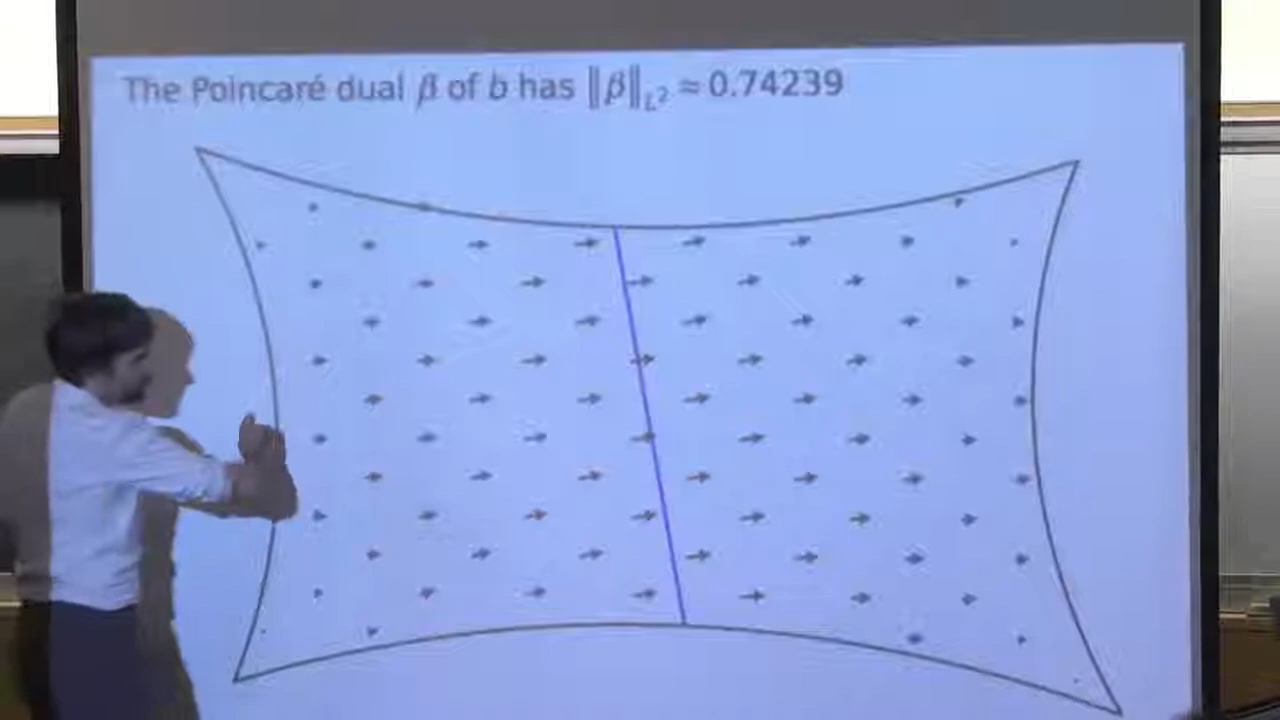 The Poincaré dual β of b has ‖β‖_{L²} ≈ 0.74239